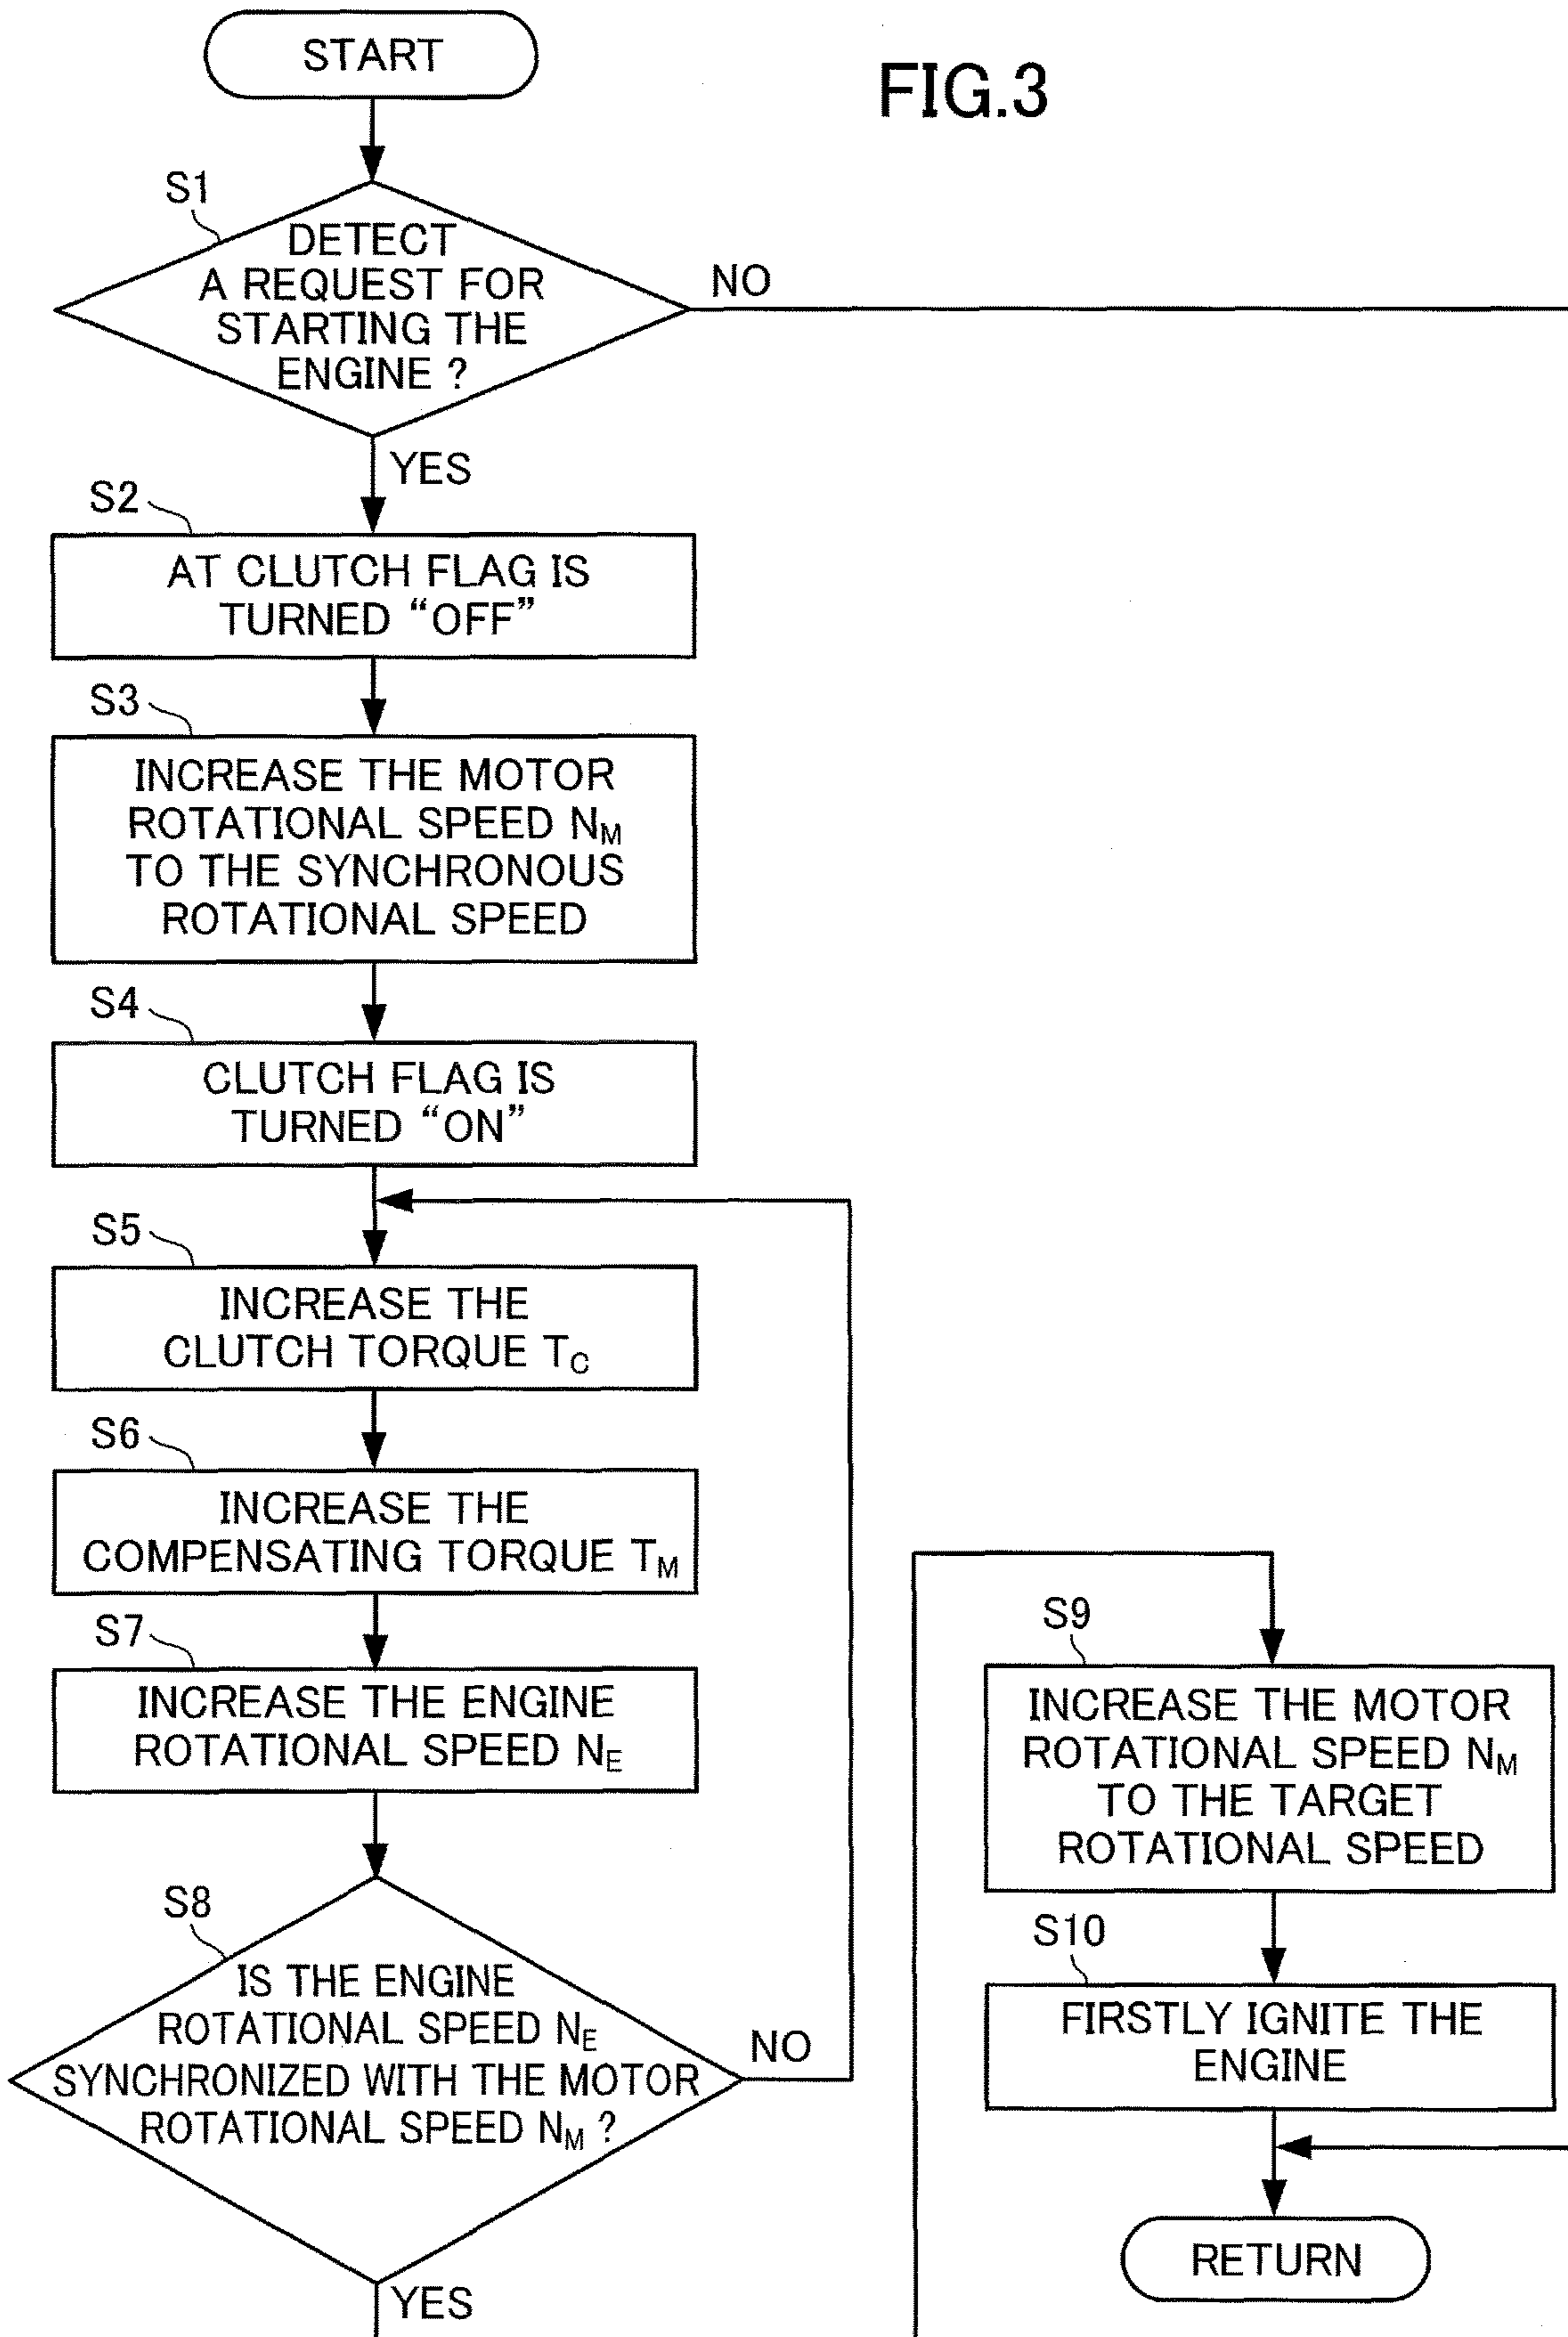 START
FIG.3
S1
DETECT
A REQUEST FOR
STARTING THE
ENGINE ?
NO
YES
S2
AT CLUTCH FLAG IS
TURNED “OFF”
S3
INCREASE THE MOTOR
ROTATIONAL SPEED NM
TO THE SYNCHRONOUS
ROTATIONAL SPEED
S4
CLUTCH FLAG IS
TURNED “ON”
S5
INCREASE THE
CLUTCH TORQUE TC
S6
INCREASE THE
COMPENSATING TORQUE TM
S7
INCREASE THE ENGINE
ROTATIONAL SPEED NE
S8
IS THE ENGINE
ROTATIONAL SPEED NE
SYNCHRONIZED WITH THE MOTOR
ROTATIONAL SPEED NM ?
NO
YES
S9
INCREASE THE MOTOR
ROTATIONAL SPEED NM
TO THE TARGET
ROTATIONAL SPEED
S10
FIRSTLY IGNITE THE
ENGINE
RETURN